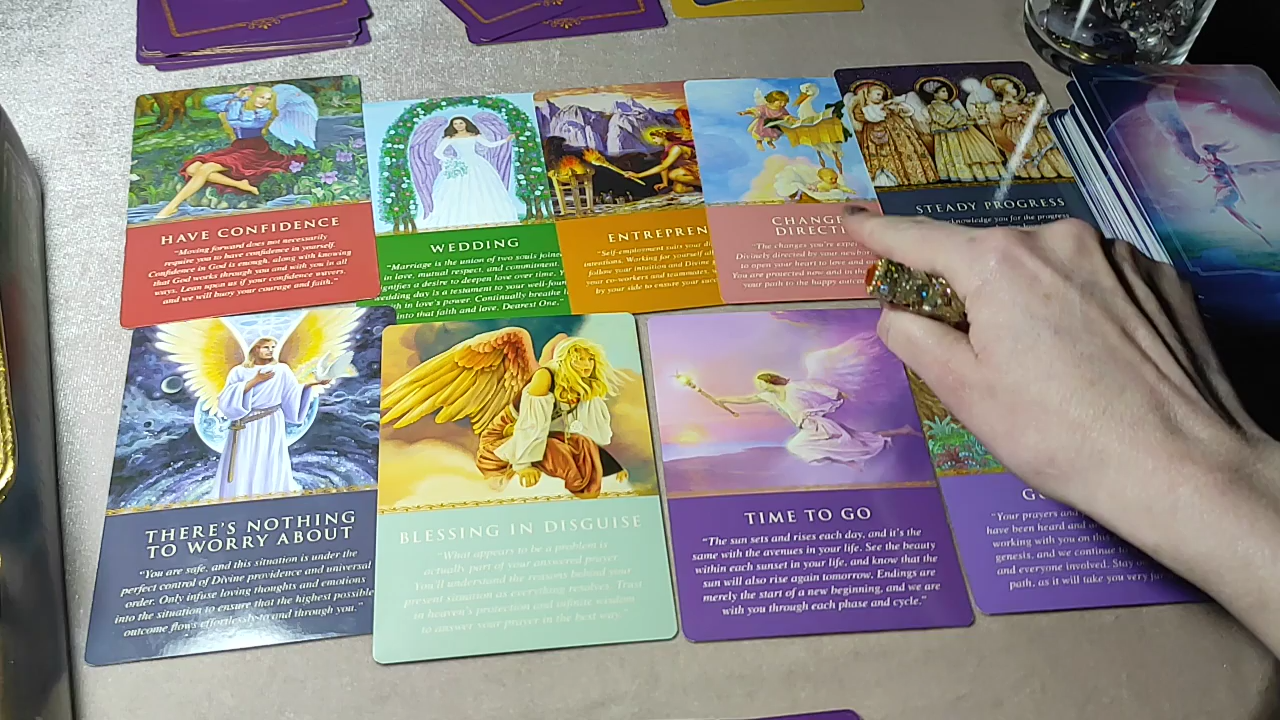 HAVE CONFIDENCE
"Moving forward does not necessarily
require you to have confidence in yourself.
Confidence in God is enough, along with knowing
that God works through you and with you in all
ways. Lean upon us if your confidence wavers,
and we will buoy your courage and faith."
WEDDING
"Marriage is the union of two souls joined
in love, mutual respect, and commitment.
signifies a desire to deepen love over time,
wedding day is a testament to your well-
in love's power. Continually breathe
into that faith and love, Dearest One."
ENTREPREN
"Self-employment suits your
intentions. Working for yourself
follow your intuition and Divine
your co-workers and teammates,
by your side to ensure your
CHANGE
DIRECTI
"The changes you're
Divinely directed by your
to open your heart to love and
You are protected now and in the
your path to the happy
STEADY PROGRESS
acknowledge you for the progress
THERE'S NOTHING
TO WORRY ABOUT
"You are safe, and this situation is under the
perfect control of Divine providence and universal
order. Only infuse loving thoughts and emotions
into the situation to ensure that the highest possible
outcome flows effortlessly to and through you."
BLESSING IN DISGUISE
"What appears to be a problem is
actually part of your answered prayer.
You'll understand the reasons behind your
present situation as everything resolves. Trust
in heaven's protection and infinite wisdom
to answer your prayer in the best way."
TIME TO GO
"The sun sets and rises each day, and it's the
same with the avenues in your life. See the beauty
within each sunset in your life, and know that the
sun will also rise again tomorrow. Endings are
merely the start of a new beginning, and we are
with you through each phase and cycle."
"Your prayers and
have been heard and
working with you on this
genesis, and we continue
and everyone involved. Stay
path, as it will take you very